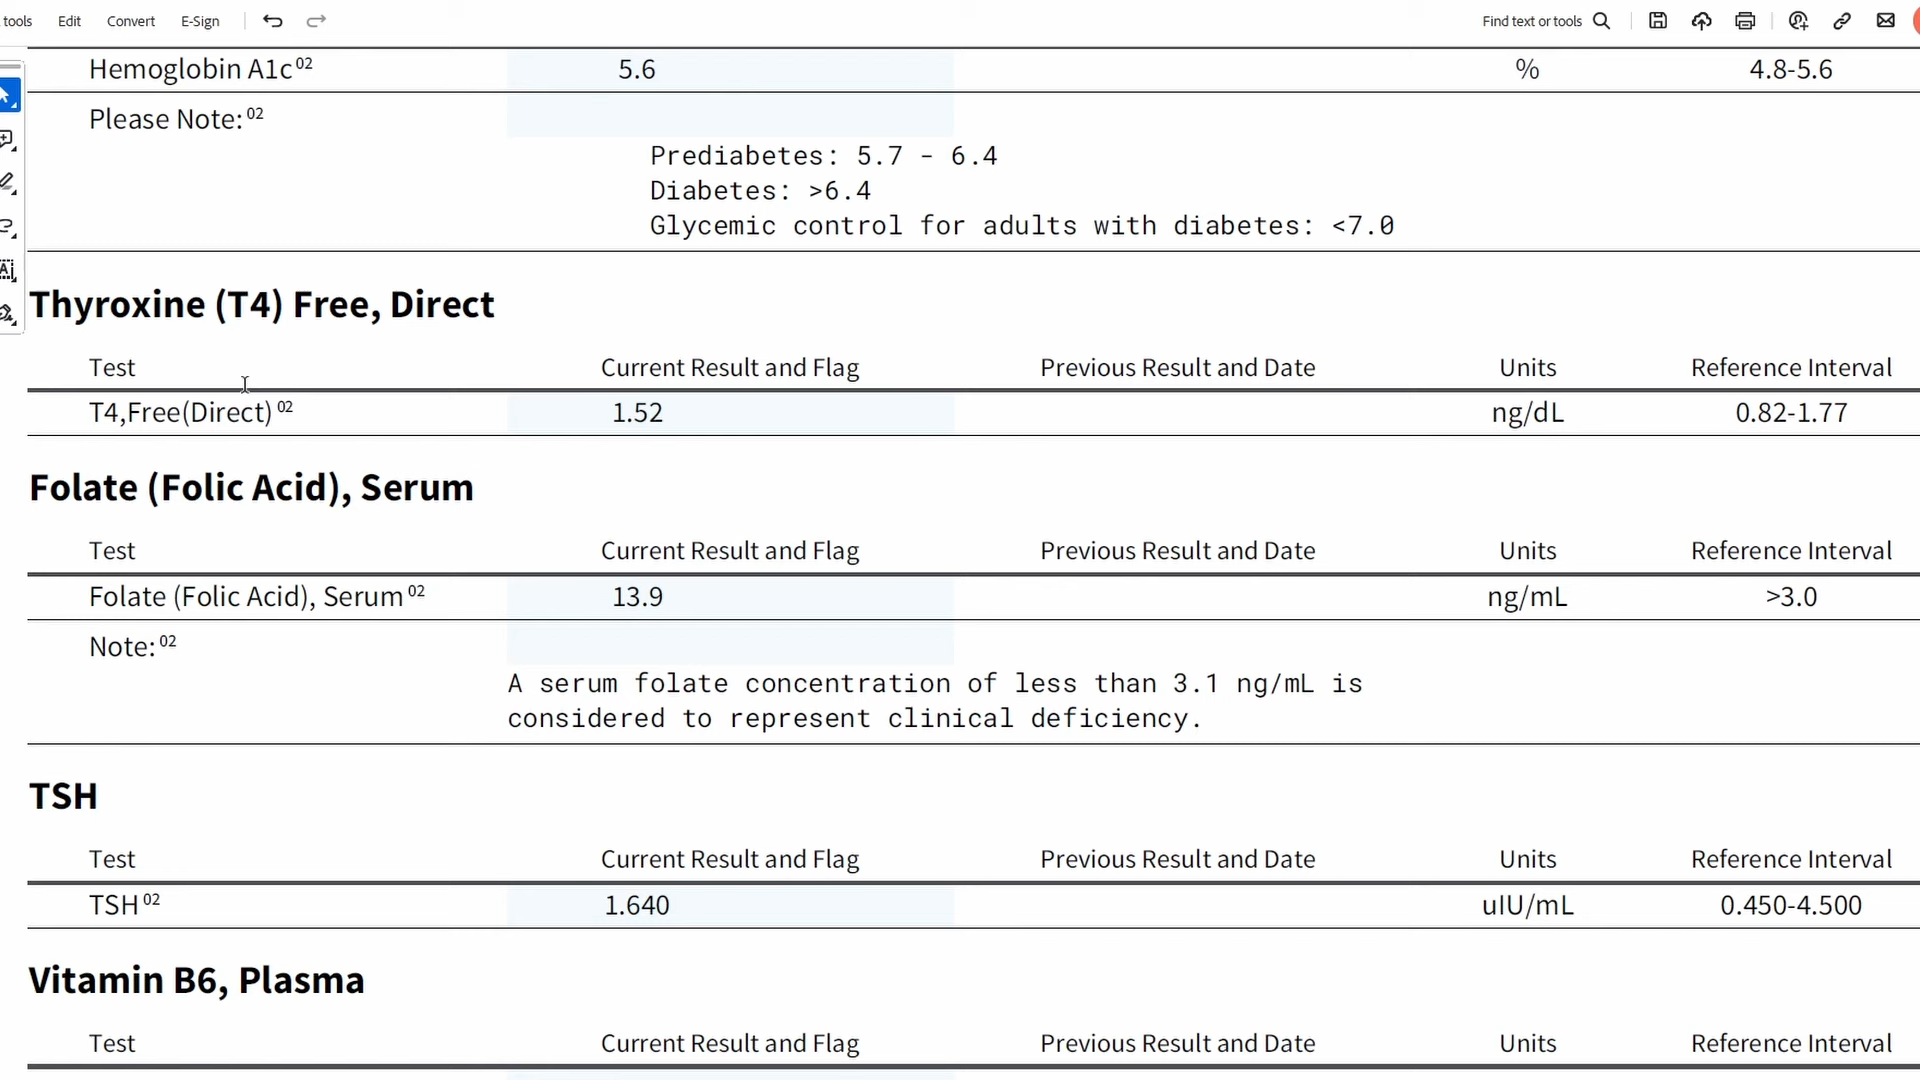 tools Edit Convert E-Sign Find text or tools
Hemoglobin A1c 02 5.6 % 4.8-5.6
Please Note: 02
Prediabetes: 5.7 - 6.4
Diabetes: >6.4
Glycemic control for adults with diabetes: <7.0
Thyroxine (T4) Free, Direct
Test Current Result and Flag Previous Result and Date Units Reference Interval
T4,Free(Direct) 02 1.52 ng/dL 0.82-1.77
Folate (Folic Acid), Serum
Test Current Result and Flag Previous Result and Date Units Reference Interval
Folate (Folic Acid), Serum 02 13.9 ng/mL >3.0
Note: 02
A serum folate concentration of less than 3.1 ng/mL is
considered to represent clinical deficiency.
TSH
Test Current Result and Flag Previous Result and Date Units Reference Interval
TSH 02 1.640 uIU/mL 0.450-4.500
Vitamin B6, Plasma
Test Current Result and Flag Previous Result and Date Units Reference Interval